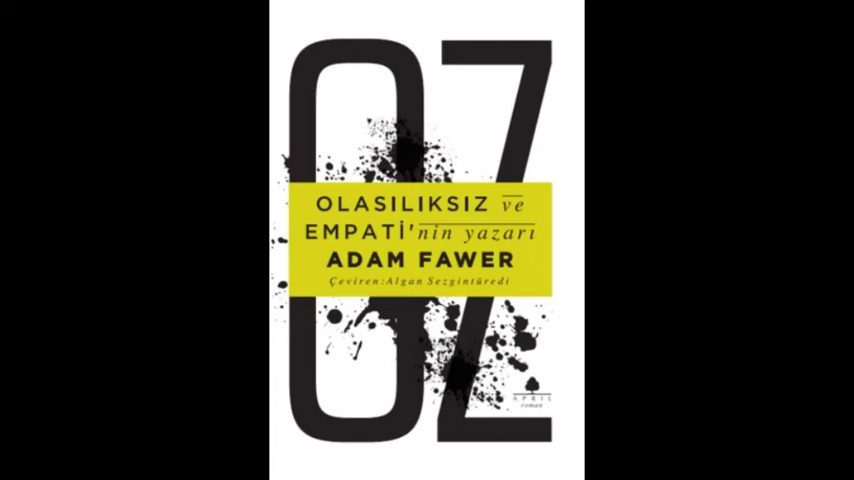 OZ
OLASILIKSIZ ve
EMPATİ'nin yazarı
ADAM FAWER
Çeviren:Algan Sezgintüredi
APRIL
roman